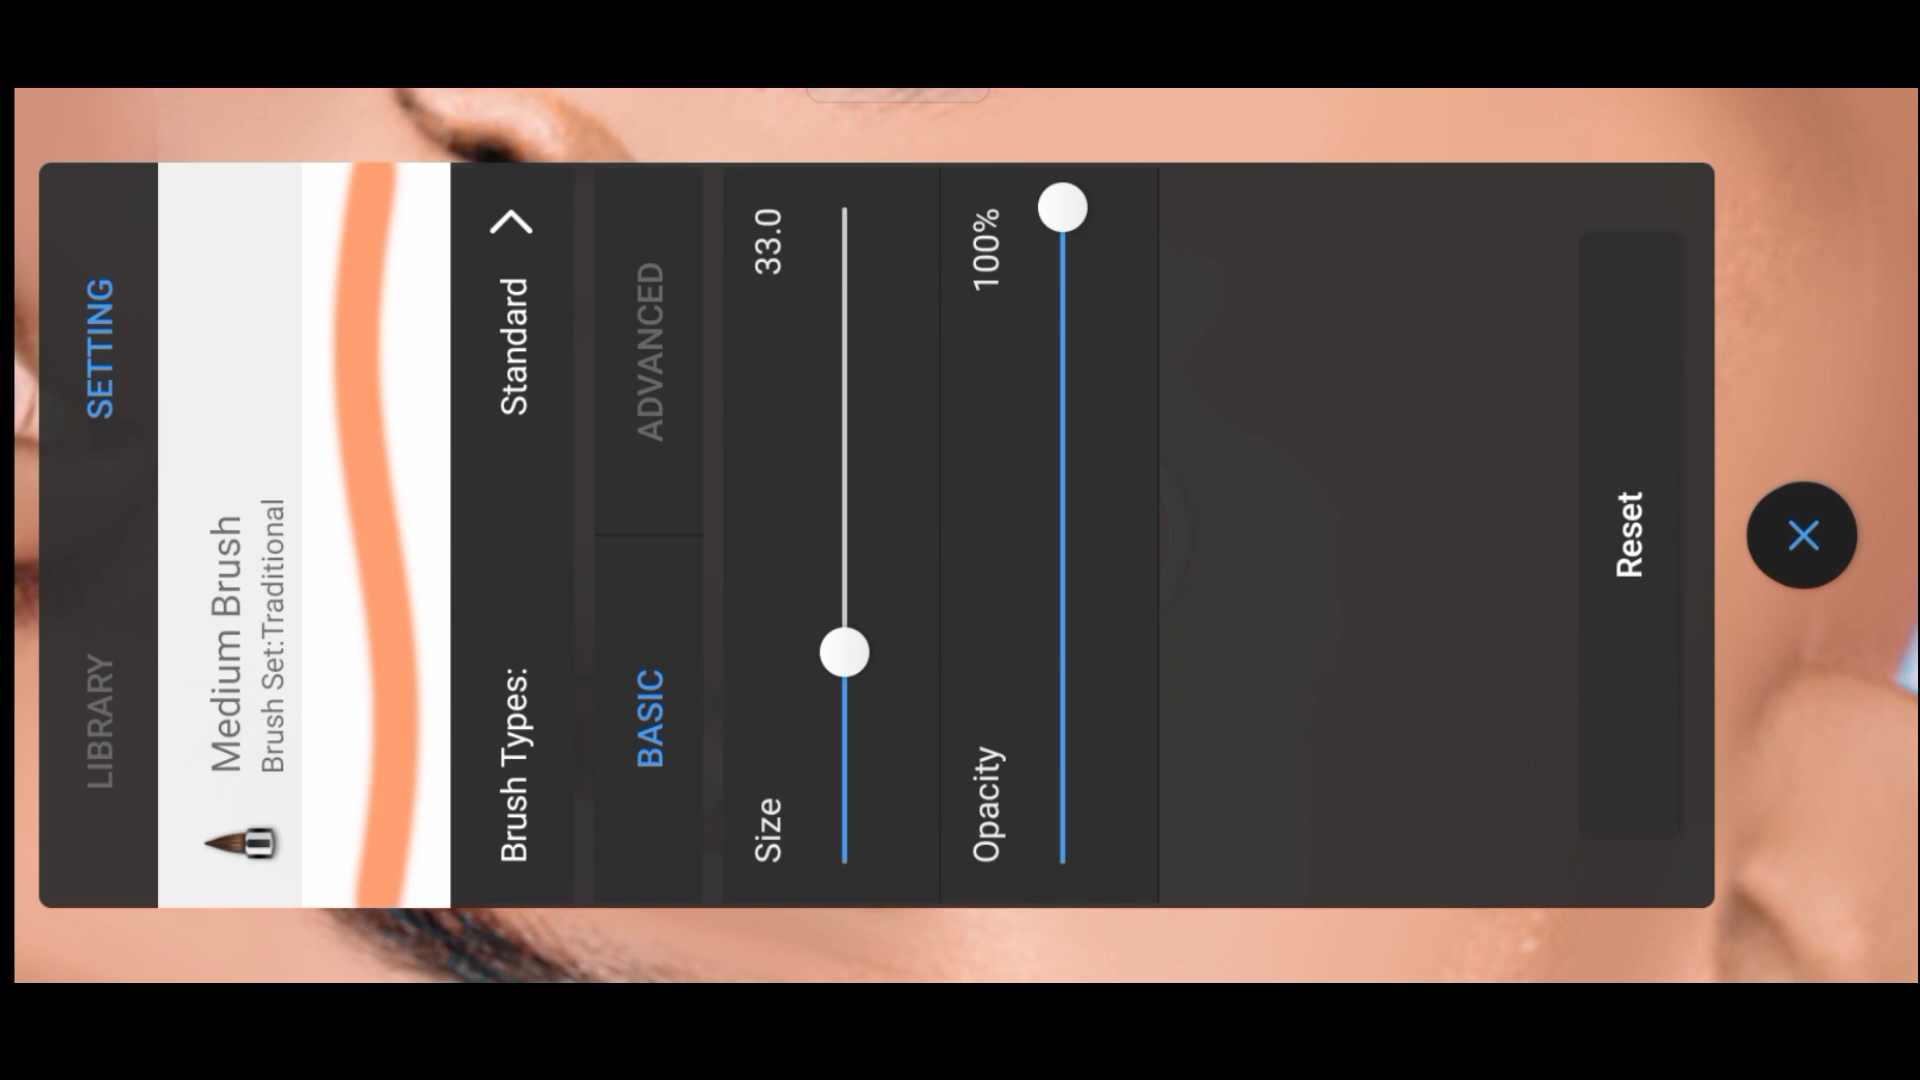 LIBRARY SETTING
Medium Brush
Brush Set:Traditional
Brush Types: Standard
BASIC ADVANCED
Size 33.0
Opacity 100%
Reset